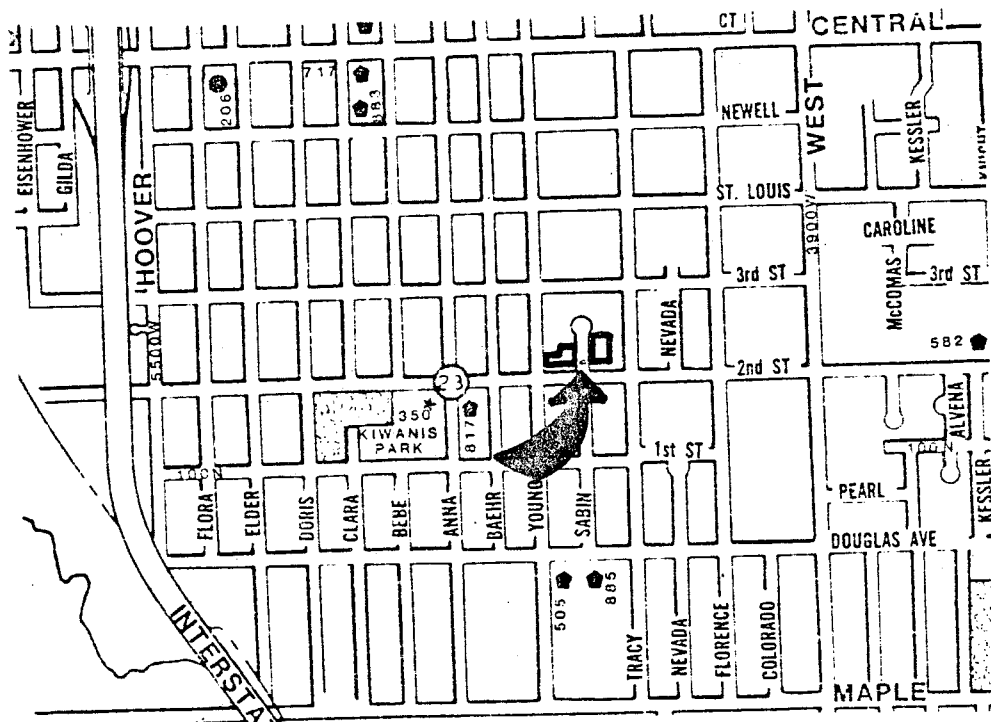 CT
CENTRAL
206
717
883
NEWELL
WEST
KESSLER
EISENHOWER
GILDA
HOOVER
ST. LOUIS
3900W
CAROLINE
3rd ST
McCOMAS
3rd ST
5500W
NEVADA
582
2nd ST
23
350
KIWANIS
PARK
817
1st ST
ALVENA
100N
FLORA
ELDER
DORIS
CLARA
BEBE
ANNA
BAEHR
YOUNG
SABIN
PEARL
KESSLER
DOUGLAS AVE
505
885
INTERSTA
TRACY
NEVADA
FLORENCE
COLORADO
MAPLE